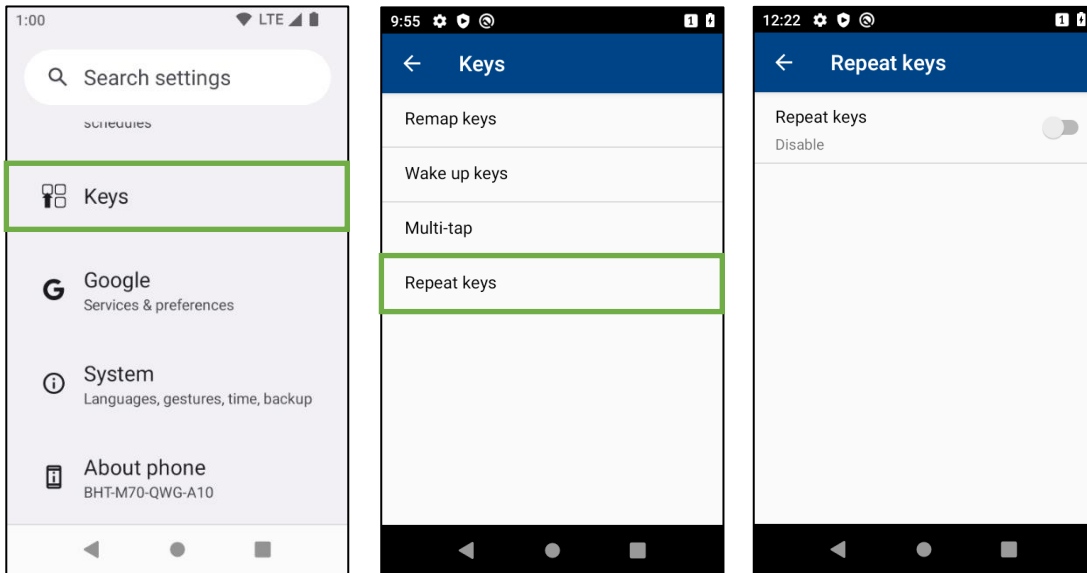 1:00
LTE
Search settings
schedules
Keys
Google
Services & preferences
System
Languages, gestures, time, backup
About phone
BHT-M70-QWG-A10
9:55
1
Keys
Remap keys
Wake up keys
Multi-tap
Repeat keys
12:22
1
Repeat keys
Repeat keys
Disable